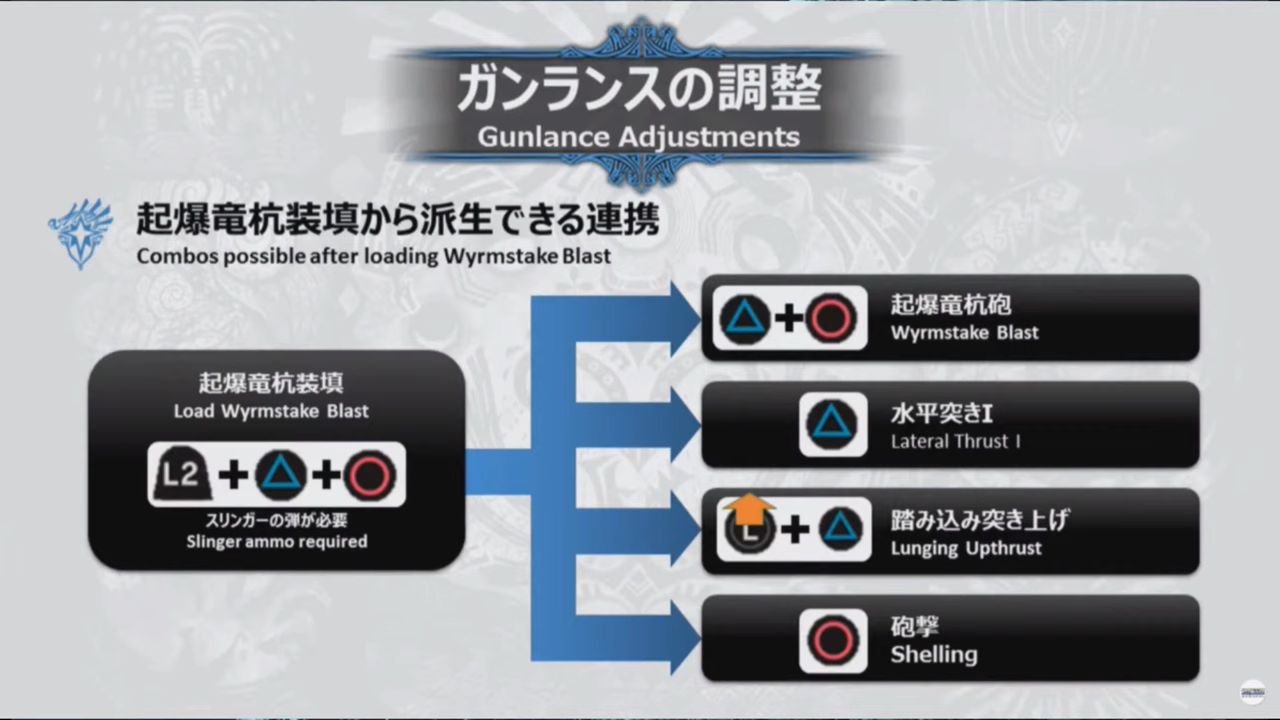 ガンランスの調整
Gunlance Adjustments
起爆竜杭装填から派生できる連携
Combos possible after loading Wyrmstake Blast
起爆竜杭装填
Load Wyrmstake Blast
L2 + +
スリンガーの弾が必要
Slinger ammo required
+
起爆竜杭砲
Wyrmstake Blast
水平突きI
Lateral Thrust I
L +
踏み込み突き上げ
Lunging Upthrust
砲撃
Shelling